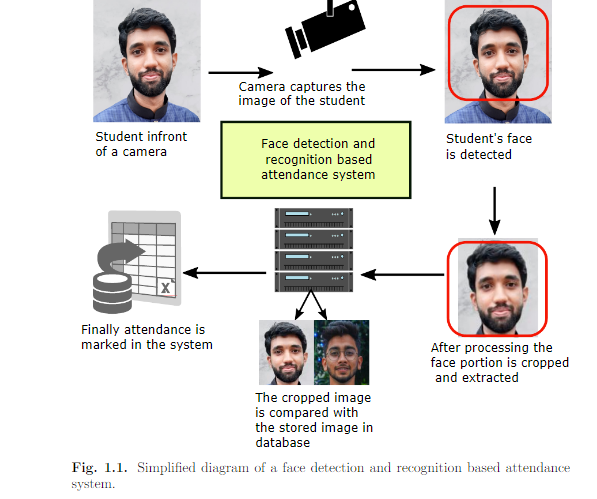 Camera captures the
image of the student
Student infront
of a camera
Student's face
is detected
Face detection and
recognition based
attendance system
After processing the
face portion is cropped
and extracted
The cropped image
is compared with
the stored image in
database
X
Finally attendance is
marked in the system
Fig. 1.1. Simplified diagram of a face detection and recognition based attendance
system.